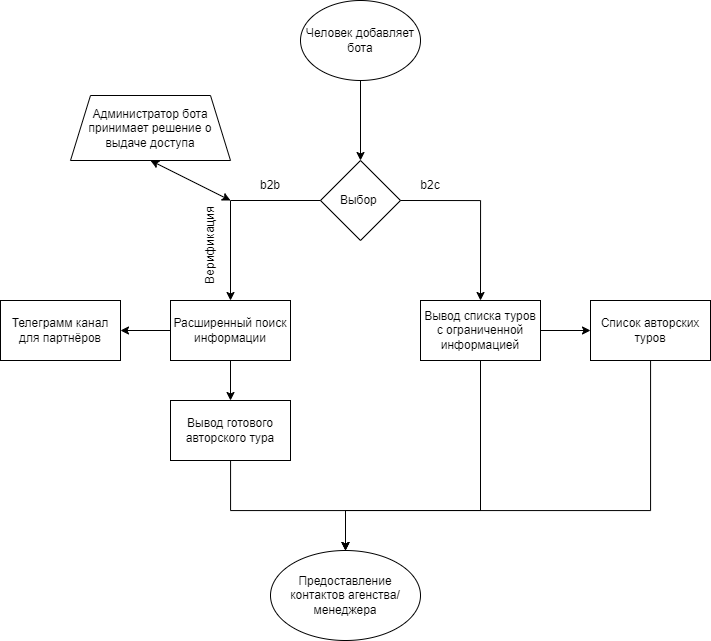 Человек добавляет
бота
Администратор бота
принимает решение о
выдаче доступа
b2b
Выбор
b2c
Верификация
Телеграмм канал
для партнёров
Расширенный поиск
информации
Вывод списка туров
с ограниченной
информацией
Список авторских
туров
Вывод готового
авторского тура
Предоставление
контактов агенства/
менеджера